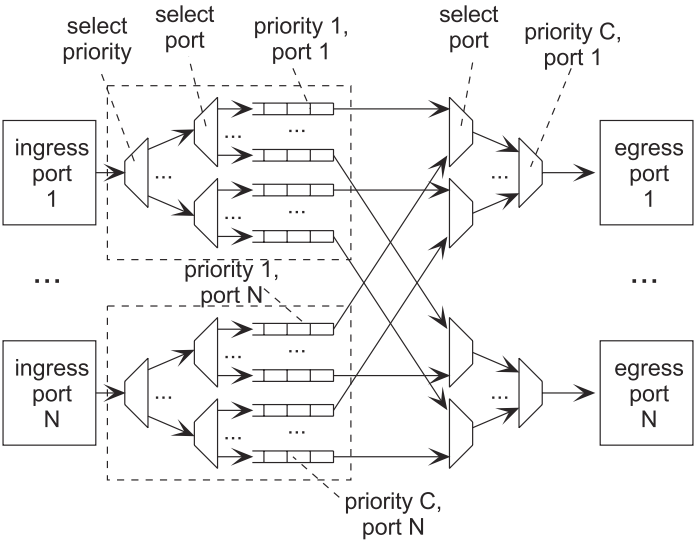 select
priority
select
port
priority 1,
port 1
select
port
priority C,
port 1
ingress
port
1
...
...
...
...
...
...
egress
port
1
...
...
priority 1,
port N
ingress
port
N
...
...
...
...
...
...
egress
port
N
priority C,
port N